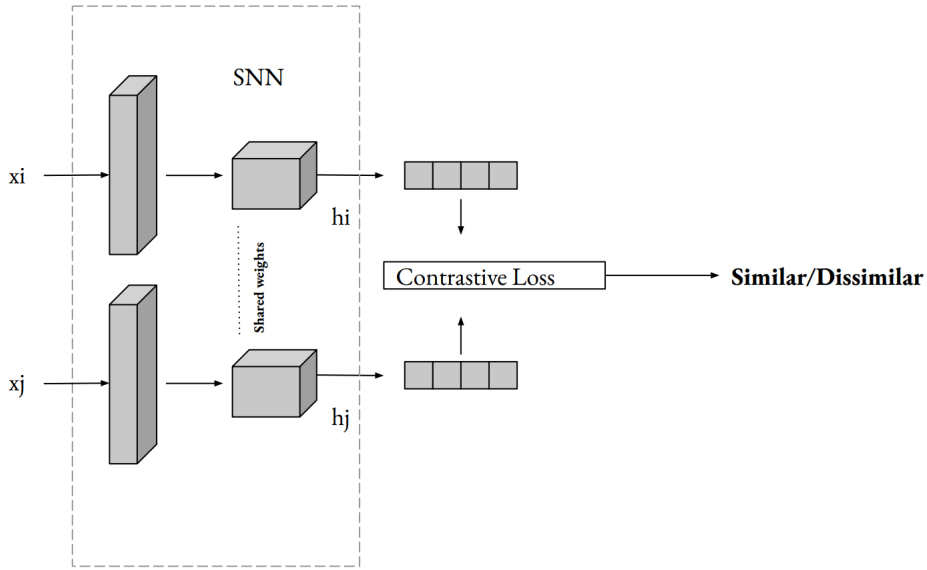 SNN
xi
hi
Shared weights
Contrastive Loss
Similar/Dissimilar
xj
hj